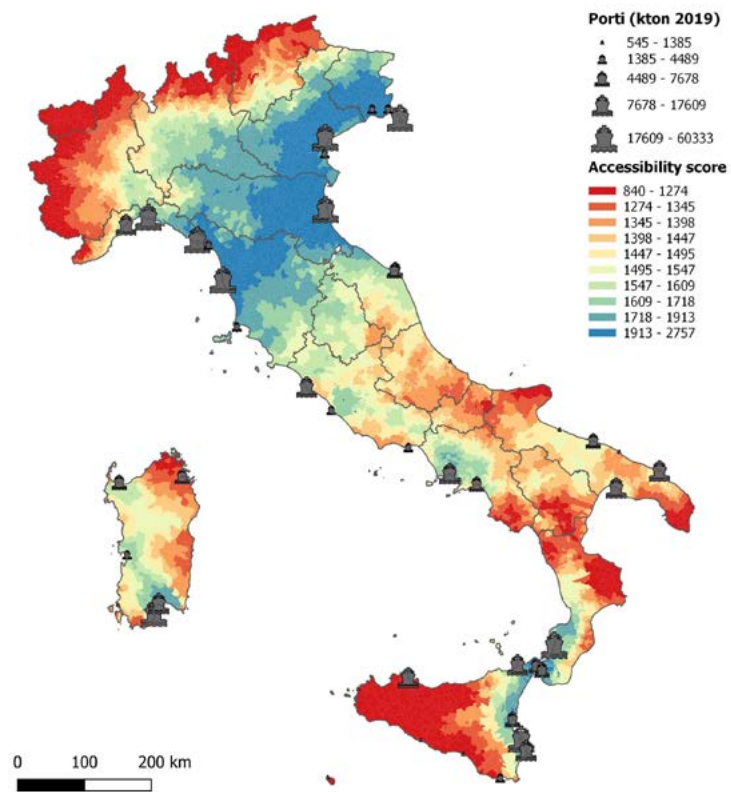 Porti (kton 2019)
545 - 1385
1385 - 4489
4489 - 7678
7678 - 17609
17609 - 60333
Accessibility score
840 - 1274
1274 - 1345
1345 - 1398
1398 - 1447
1447 - 1495
1495 - 1547
1547 - 1609
1609 - 1718
1718 - 1913
1913 - 2757
0 100 200 km